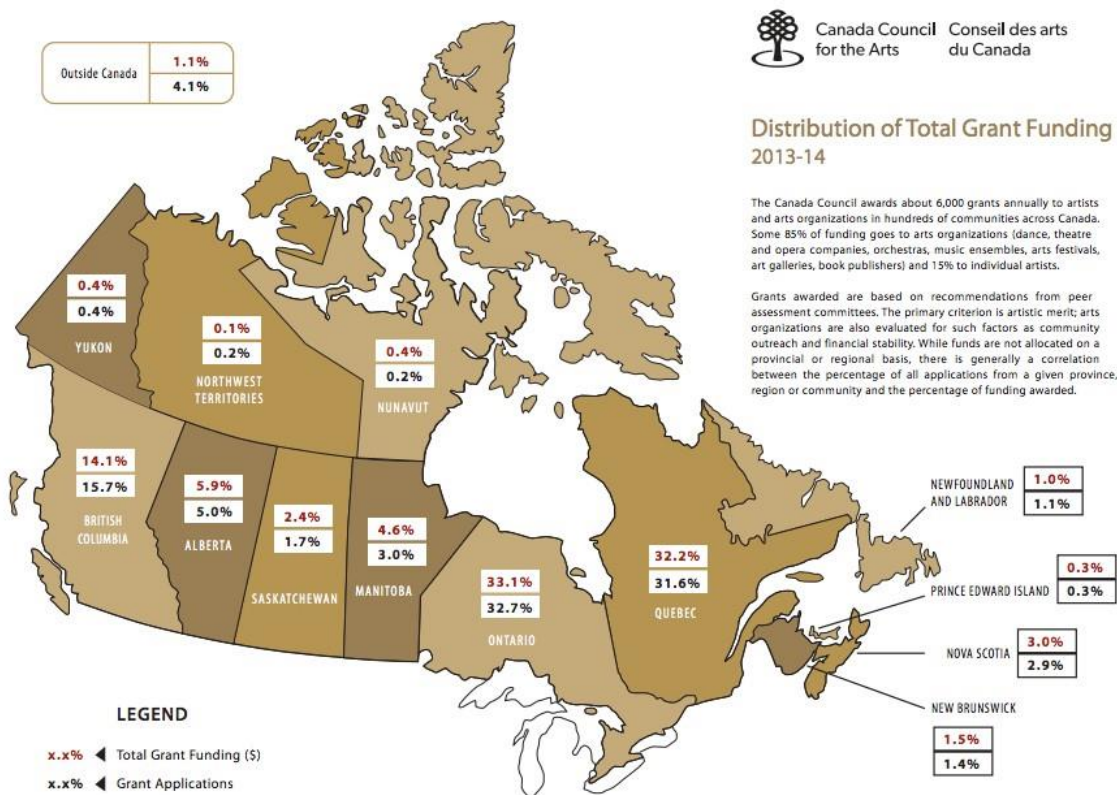 Outside Canada
1.1%
4.1%
Canada Council
for the Arts
Conseil des arts
du Canada
Distribution of Total Grant Funding
2013-14
The Canada Council awards about 6,000 grants annually to artists
and arts organizations in hundreds of communities across Canada.
Some 85% of funding goes to arts organizations (dance, theatre
and opera companies, orchestras, music ensembles, arts festivals,
art galleries, book publishers) and 15% to individual artists.
Grants awarded are based on recommendations from peer
assessment committees. The primary criterion is artistic merit; arts
organizations are also evaluated for such factors as community
outreach and financial stability. While funds are not allocated on a
provincial or regional basis, there is generally a correlation
between the percentage of all applications from a given province,
region or community and the percentage of funding awarded.
0.4%
0.4%
YUKON
0.1%
0.2%
NORTHWEST
TERRITORIES
0.4%
0.2%
NUNAVUT
14.1%
15.7%
BRITISH
COLUMBIA
5.9%
5.0%
ALBERTA
2.4%
1.7%
SASKATCHEWAN
4.6%
3.0%
MANITOBA
33.1%
32.7%
ONTARIO
32.2%
31.6%
QUEBEC
NEWFOUNDLAND
AND LABRADOR
1.0%
1.1%
PRINCE EDWARD ISLAND
0.3%
0.3%
NOVA SCOTIA
3.0%
2.9%
NEW BRUNSWICK
1.5%
1.4%
LEGEND
x.x% Total Grant Funding ($)
x.x% Grant Applications